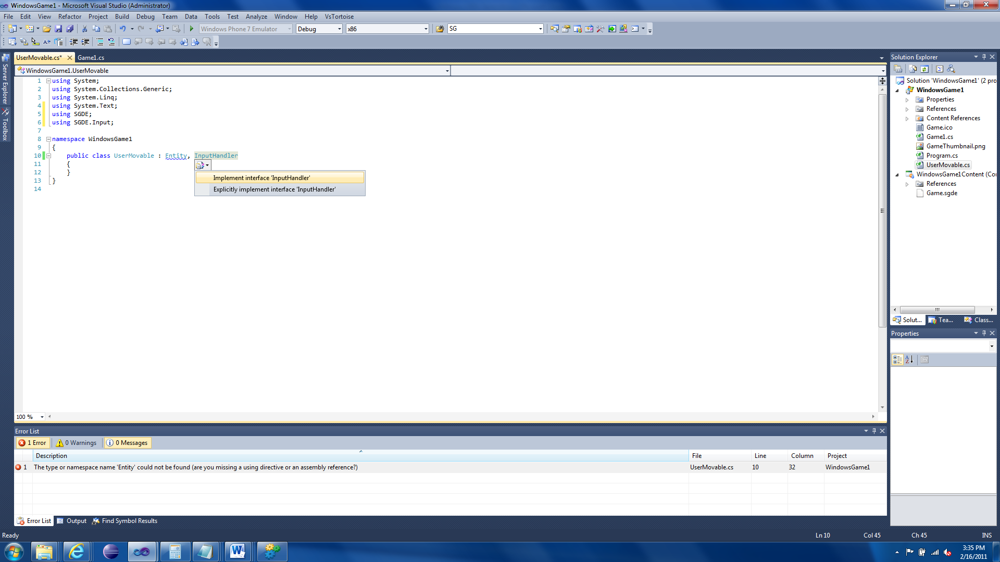 WindowsGame1 - Microsoft Visual Studio (Administrator)
File Edit View Refactor Project Build Debug Team Data Tools Test Analyze Window Help VsTortoise
Windows Phone 7 Emulator Debug x86 SG
UserMovable.cs* Game1.cs
WindowsGame1.UserMovable
Server Explorer
Toolbox
1 using System;
2 using System.Collections.Generic;
3 using System.Linq;
4 using System.Text;
5 using SGDE;
6 using SGDE.Input;
7
8 namespace WindowsGame1
9 {
10 public class UserMovable : Entity, InputHandler
11 {
12 }
13 }
14
Implement interface 'InputHandler'
Explicitly implement interface 'InputHandler'
100 %
Solution Explorer
Solution 'WindowsGame1' (2 pro
WindowsGame1
Properties
References
Content References
Game.ico
Game1.cs
GameThumbnail.png
Program.cs
UserMovable.cs
WindowsGame1Content (Co
References
Game.sgde
Solut... Tea... Class...
Properties
Error List
1 Error 0 Warnings 0 Messages
Description File Line Column Project
1 The type or namespace name 'Entity' could not be found (are you missing a using directive or an assembly reference?) UserMovable.cs 10 32 WindowsGame1
Error List Output Find Symbol Results
Ready Ln 10 Col 45 Ch 45 INS
3:35 PM
2/16/2011